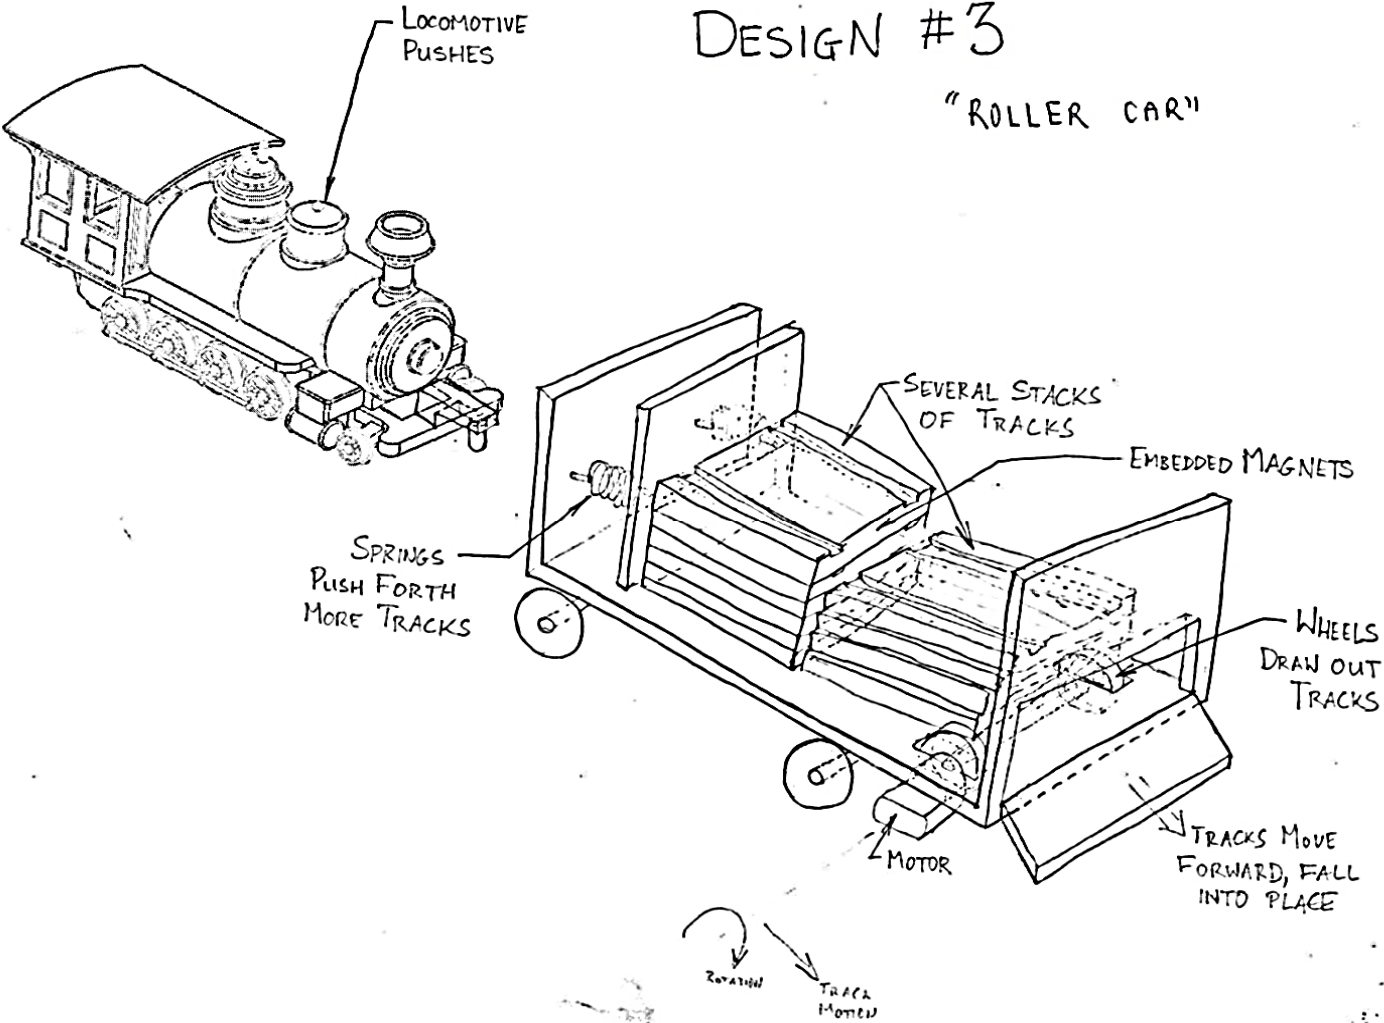 LOCOMOTIVE
PUSHES
DESIGN #3
"ROLLER CAR"
SEVERAL STACKS
OF TRACKS
EMBEDDED MAGNETS
SPRINGS
PUSH FORTH
MORE TRACKS
WHEELS
DRAW OUT
TRACKS
MOTOR
TRACKS MOVE
FORWARD, FALL
INTO PLACE
ROTATION
TRACK
MOTION